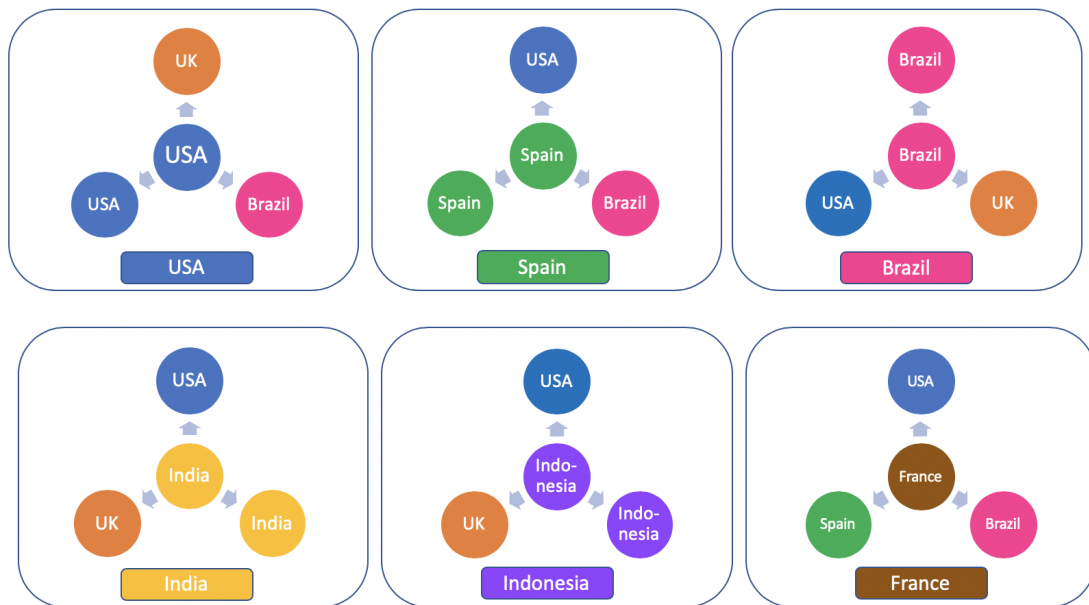 UK
USA
USA
Brazil
USA
USA
Spain
Spain
Brazil
Spain
Brazil
Brazil
USA
UK
Brazil
USA
India
UK
India
India
USA
Indo-
nesia
UK
Indo-
nesia
Indonesia
USA
France
Spain
Brazil
France